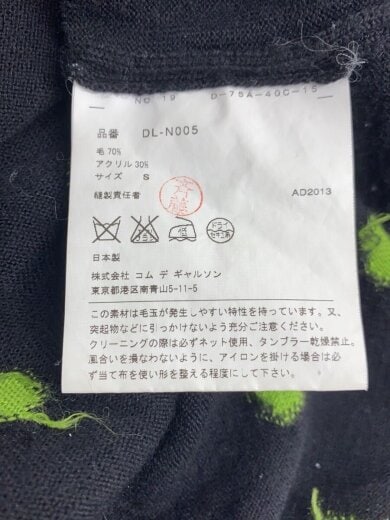 NO 19 D-78A-40C-15
品番 DL-N005
毛 70%
アクリル 30%
サイズ S
縫製責任者
AD2013
日本製
株式会社 コム デ ギャルソン
東京都港区南青山5-11-5
この素材は毛玉が発生しやすい特性を持っています。又、
突起物などに引っかけないよう充分ご注意ください。
クリーニングの際は必ずネット使用、タンブラー乾燥禁止。
風合いを損なわないように、アイロンを掛ける場合は必
ず当て布を使い形を整える程度にして下さい。